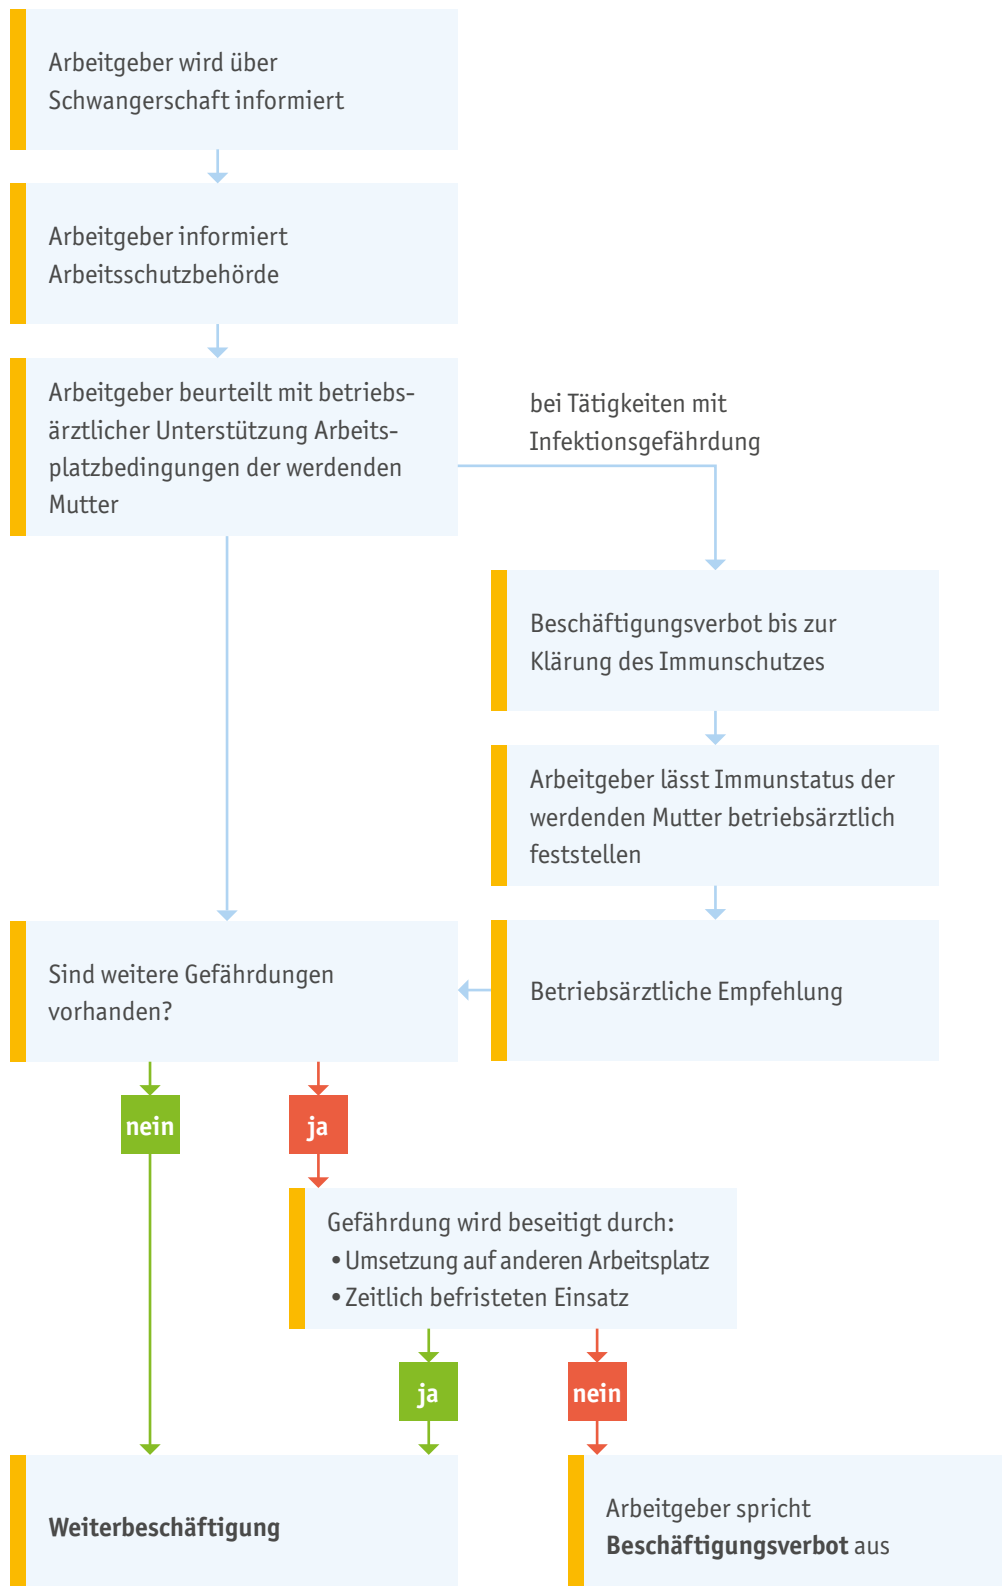 Arbeitgeber wird über
Schwangerschaft informiert
Arbeitgeber informiert
Arbeitsschutzbehörde
Arbeitgeber beurteilt mit betriebs-
ärztlicher Unterstützung Arbeits-
platzbedingungen der werdenden
Mutter
bei Tätigkeiten mit
Infektionsgefährdung
Beschäftigungsverbot bis zur
Klärung des Immunschutzes
Arbeitgeber lässt Immunstatus der
werdenden Mutter betriebsärztlich
feststellen
Betriebsärztliche Empfehlung
Sind weitere Gefährdungen
vorhanden?
nein
ja
Gefährdung wird beseitigt durch:
• Umsetzung auf anderen Arbeitsplatz
• Zeitlich befristeten Einsatz
ja
nein
Weiterbeschäftigung
Arbeitgeber spricht
Beschäftigungsverbot aus